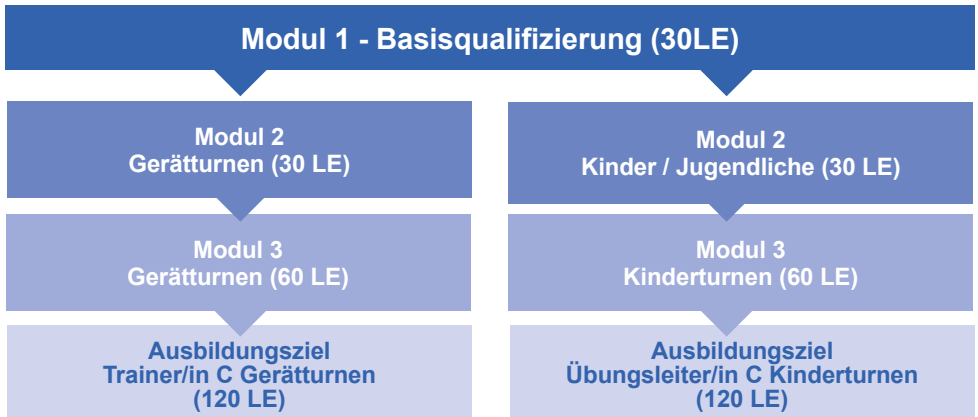 Modul 1 - Basisqualifizierung (30LE)
Modul 2
Gerätturnen (30 LE)
Modul 3
Gerätturnen (60 LE)
Ausbildungsziel
Trainer/in C Gerätturnen
(120 LE)
Modul 2
Kinder / Jugendliche (30 LE)
Modul 3
Kinderturnen (60 LE)
Ausbildungsziel
Übungsleiter/in C Kinderturnen
(120 LE)